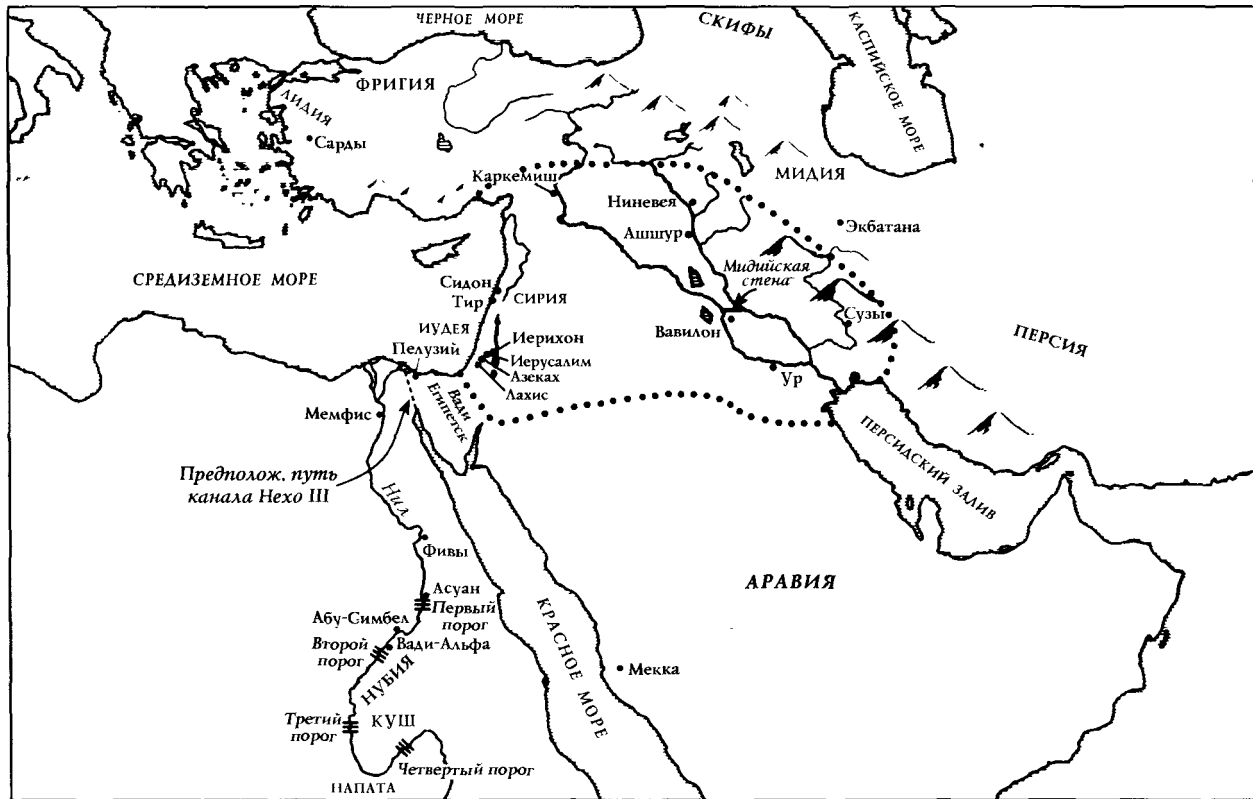 ЧЕРНОЕ МОРЕ
СКИФЫ
КАСПИЙСКОЕ МОРЕ
ФРИГИЯ
ЛИДИЯ
Сарды
Каркемиш
МИДИЯ
Ниневея
Экбатана
Ашшур
СРЕДИЗЕМНОЕ МОРЕ
Мидийская
стена
Сидон
Тир
СИРИЯ
Сузы
ИУДЕЯ
Вавилон
ПЕРСИЯ
Пелузий
Иерихон
Иерусалим
Азеках
Лахис
Ур
Вади
Египетск
Мемфис
ПЕРСИДСКИЙ ЗАЛИВ
Предполож. путь
канала Нехо III
Нил
Фивы
АРАВИЯ
Асуан
Первый
порог
Абу-Симбел
Второй
порог
Вади-Альфа
НУБИЯ
КРАСНОЕ МОРЕ
Мекка
Третий
порог
КУШ
Четвертый порог
НАПАТА